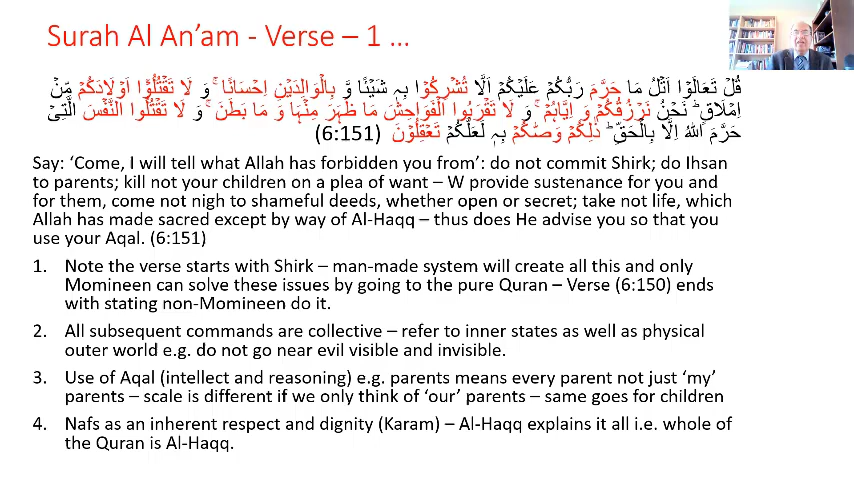 Surah Al An'am - Verse – 1 …
قُلْ تَعَالَوْا اَتْلُ مَا حَرَّمَ رَبُّكُمْ عَلَيْكُمْ اَلَّا تُشْرِكُوْا بِهٖ شَيْـًٔا وَّ بِالْوَالِدَيْنِ اِحْسَانًا ۚ وَ لَا تَقْتُلُوْۤا اَوْلَادَكُمْ مِّنْ
اِمْلَاقٍ ؕ نَحْنُ نَرْزُقُكُمْ وَ اِيَّاهُمْ ۚ وَ لَا تَقْرَبُوا الْفَوَاحِشَ مَا ظَهَرَ مِنْهَا وَ مَا بَطَنَ ۚ وَ لَا تَقْتُلُوا النَّفْسَ الَّتِيْ
حَرَّمَ اللّٰهُ اِلَّا بِالْحَقِّ ؕ ذٰلِكُمْ وَصّٰىكُمْ بِهٖ لَعَلَّكُمْ تَعْقِلُوْنَ (6:151)
Say: 'Come, I will tell what Allah has forbidden you from': do not commit Shirk; do Ihsan
to parents; kill not your children on a plea of want – W provide sustenance for you and
for them, come not nigh to shameful deeds, whether open or secret; take not life, which
Allah has made sacred except by way of Al-Haqq – thus does He advise you so that you
use your Aqal. (6:151)
1. Note the verse starts with Shirk – man-made system will create all this and only
Momineen can solve these issues by going to the pure Quran – Verse (6:150) ends
with stating non-Momineen do it.
2. All subsequent commands are collective – refer to inner states as well as physical
outer world e.g. do not go near evil visible and invisible.
3. Use of Aqal (intellect and reasoning) e.g. parents means every parent not just 'my'
parents – scale is different if we only think of 'our' parents – same goes for children
4. Nafs as an inherent respect and dignity (Karam) – Al-Haqq explains it all i.e. whole of
the Quran is Al-Haqq.